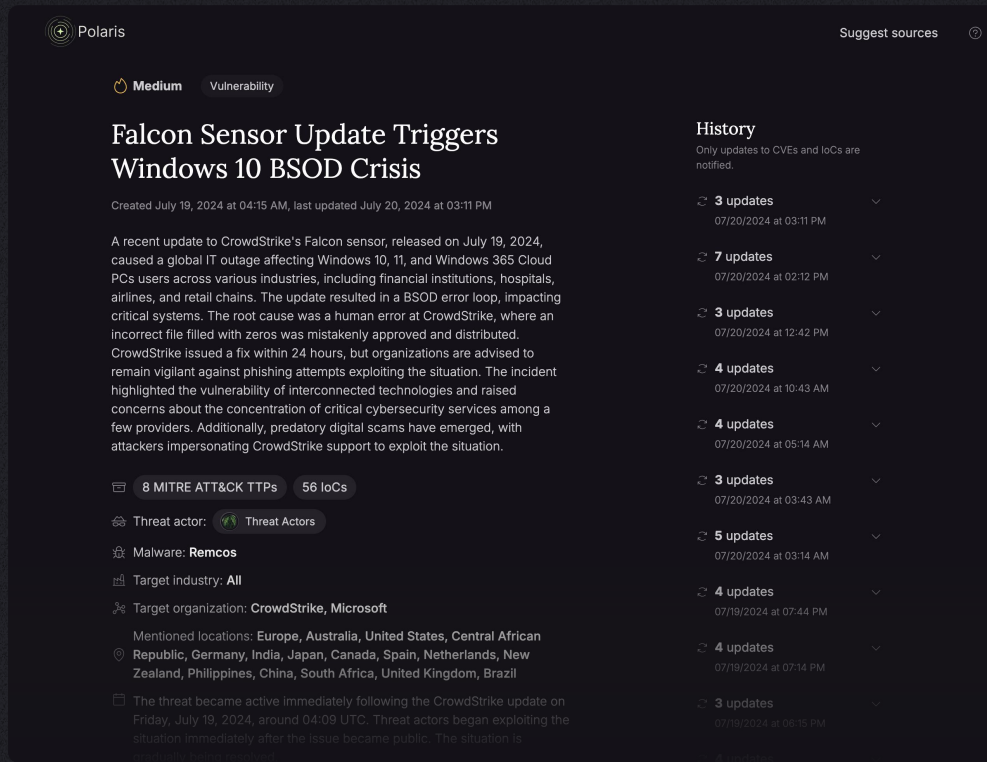 Polaris
Suggest sources
Medium
Vulnerability
Falcon Sensor Update Triggers
Windows 10 BSOD Crisis
Created July 19, 2024 at 04:15 AM, last updated July 20, 2024 at 03:11 PM
A recent update to CrowdStrike's Falcon sensor, released on July 19, 2024,
caused a global IT outage affecting Windows 10, 11, and Windows 365 Cloud
PCs users across various industries, including financial institutions, hospitals,
airlines, and retail chains. The update resulted in a BSOD error loop, impacting
critical systems. The root cause was a human error at CrowdStrike, where an
incorrect file filled with zeros was mistakenly approved and distributed.
CrowdStrike issued a fix within 24 hours, but organizations are advised to
remain vigilant against phishing attempts exploiting the situation. The incident
highlighted the vulnerability of interconnected technologies and raised
concerns about the concentration of critical cybersecurity services among a
few providers. Additionally, predatory digital scams have emerged, with
attackers impersonating CrowdStrike support to exploit the situation.
8 MITRE ATT&CK TTPs
56 IoCs
Threat actor: Threat Actors
Malware: Remcos
Target industry: All
Target organization: CrowdStrike, Microsoft
Mentioned locations: Europe, Australia, United States, Central African
Republic, Germany, India, Japan, Canada, Spain, Netherlands, New
Zealand, Philippines, China, South Africa, United Kingdom, Brazil
The threat became active immediately following the CrowdStrike update on
Friday, July 19, 2024, around 04:09 UTC. Threat actors began exploiting the
situation immediately after the issue became public. The situation is
gradually being resolved
History
Only updates to CVEs and IoCs are
notified.
3 updates
07/20/2024 at 03:11 PM
7 updates
07/20/2024 at 02:12 PM
3 updates
07/20/2024 at 12:42 PM
4 updates
07/20/2024 at 10:43 AM
4 updates
07/20/2024 at 05:14 AM
3 updates
07/20/2024 at 03:43 AM
5 updates
07/20/2024 at 03:14 AM
4 updates
07/19/2024 at 07:44 PM
4 updates
07/19/2024 at 07:14 PM
3 updates
07/19/2024 at 06:15 PM